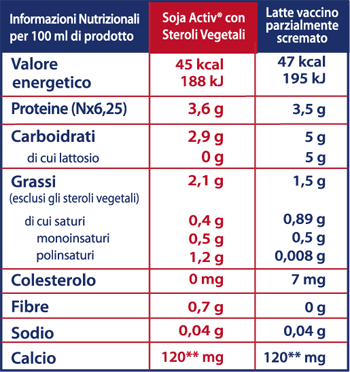 Informazioni Nutrizionali per 100 ml di prodotto
Soja Activ® con Steroli Vegetali
Latte vaccino parzialmente scremato
Valore energetico 45 kcal 188 kJ 47 kcal 195 kJ
Proteine (Nx6,25) 3,6 g 3,5 g
Carboidrati 2,9 g 5 g
di cui lattosio 0 g 5 g
Grassi 2,1 g 1,5 g
(esclusi gli steroli vegetali)
di cui saturi 0,4 g 0,89 g
monoinsaturi 0,5 g 0,5 g
polinsaturi 1,2 g 0,008 g
Colesterolo 0 mg 7 mg
Fibre 0,7 g 0 g
Sodio 0,04 g 0,04 g
Calcio 120** mg 120** mg